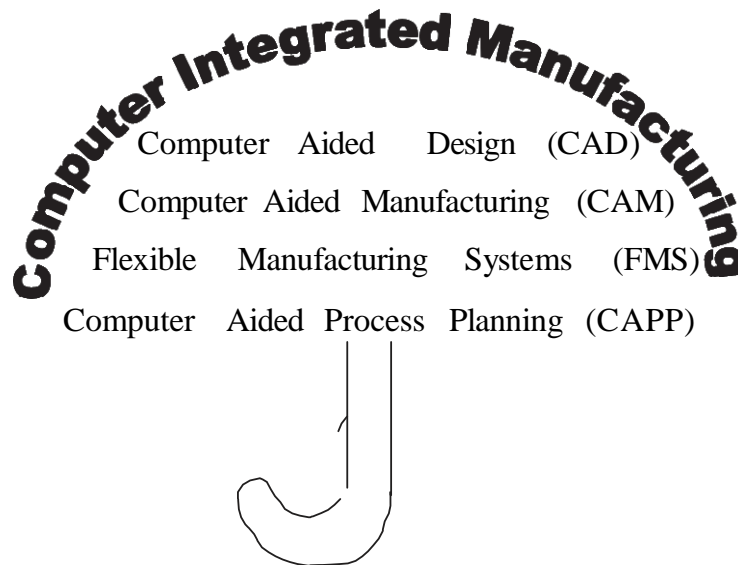 Computer Integrated Manufacturing
Computer Aided Design (CAD)
Computer Aided Manufacturing (CAM)
Flexible Manufacturing Systems (FMS)
Computer Aided Process Planning (CAPP)